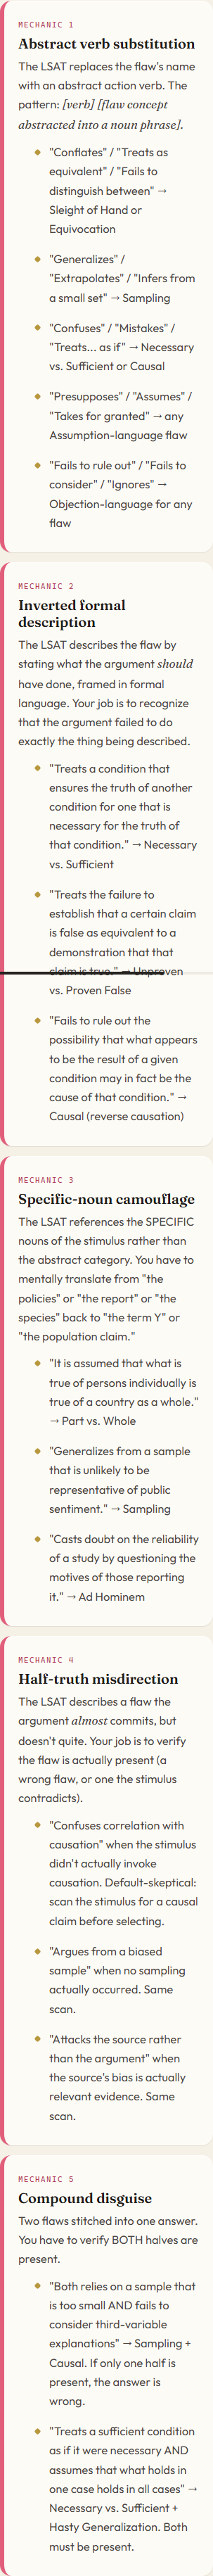 MECHANIC 1
Abstract verb substitution
The LSAT replaces the flaw's name
with an abstract action verb. The
pattern: [verb] [flaw concept
abstracted into a noun phrase].
"Conflates" / "Treats as
equivalent" / "Fails to
distinguish between" →
Sleight of Hand or
Equivocation
"Generalizes" /
"Extrapolates" / "Infers from
a small set" → Sampling
"Confuses" / "Mistakes" /
"Treats... as if" → Necessary
vs. Sufficient or Causal
"Presupposes" / "Assumes" /
"Takes for granted" → any
Assumption-language flaw
"Fails to rule out" / "Fails to
consider" / "Ignores" →
Objection-language for any
flaw
MECHANIC 2
Inverted formal
description
The LSAT describes the flaw by
stating what the argument should
have done, framed in formal
language. Your job is to recognize
that the argument failed to do
exactly the thing being described.
"Treats a condition that
ensures the truth of another
condition for one that is
necessary for the truth of
that condition." → Necessary
vs. Sufficient
"Treats the failure to
establish that a certain claim
is false as equivalent to a
demonstration that that
claim is true." → Unproven
vs. Proven False
"Fails to rule out the
possibility that what appears
to be the result of a given
condition may in fact be the
cause of that condition." →
Causal (reverse causation)
MECHANIC 3
Specific-noun camouflage
The LSAT references the SPECIFIC
nouns of the stimulus rather than
the abstract category. You have to
mentally translate from "the
policies" or "the report" or "the
species" back to "the term Y" or
"the population claim."
"It is assumed that what is
true of persons individually is
true of a country as a whole."
→ Part vs. Whole
"Generalizes from a sample
that is unlikely to be
representative of public
sentiment." → Sampling
"Casts doubt on the reliability
of a study by questioning the
motives of those reporting
it." → Ad Hominem
MECHANIC 4
Half-truth misdirection
The LSAT describes a flaw the
argument almost commits, but
doesn't quite. Your job is to verify
the flaw is actually present (a
wrong flaw, or one the stimulus
contradicts).
"Confuses correlation with
causation" when the stimulus
didn't actually invoke
causation. Default-skeptical:
scan the stimulus for a causal
claim before selecting.
"Argues from a biased
sample" when no sampling
actually occurred. Same
scan.
"Attacks the source rather
than the argument" when
the source's bias is actually
relevant evidence. Same
scan.
MECHANIC 5
Compound disguise
Two flaws stitched into one answer.
You have to verify BOTH halves are
present.
"Both relies on a sample that
is too small AND fails to
consider third-variable
explanations" → Sampling +
Causal. If only one half is
present, the answer is
wrong.
"Treats a sufficient condition
as if it were necessary AND
assumes that what holds in
one case holds in all cases" →
Necessary vs. Sufficient +
Hasty Generalization. Both
must be present.